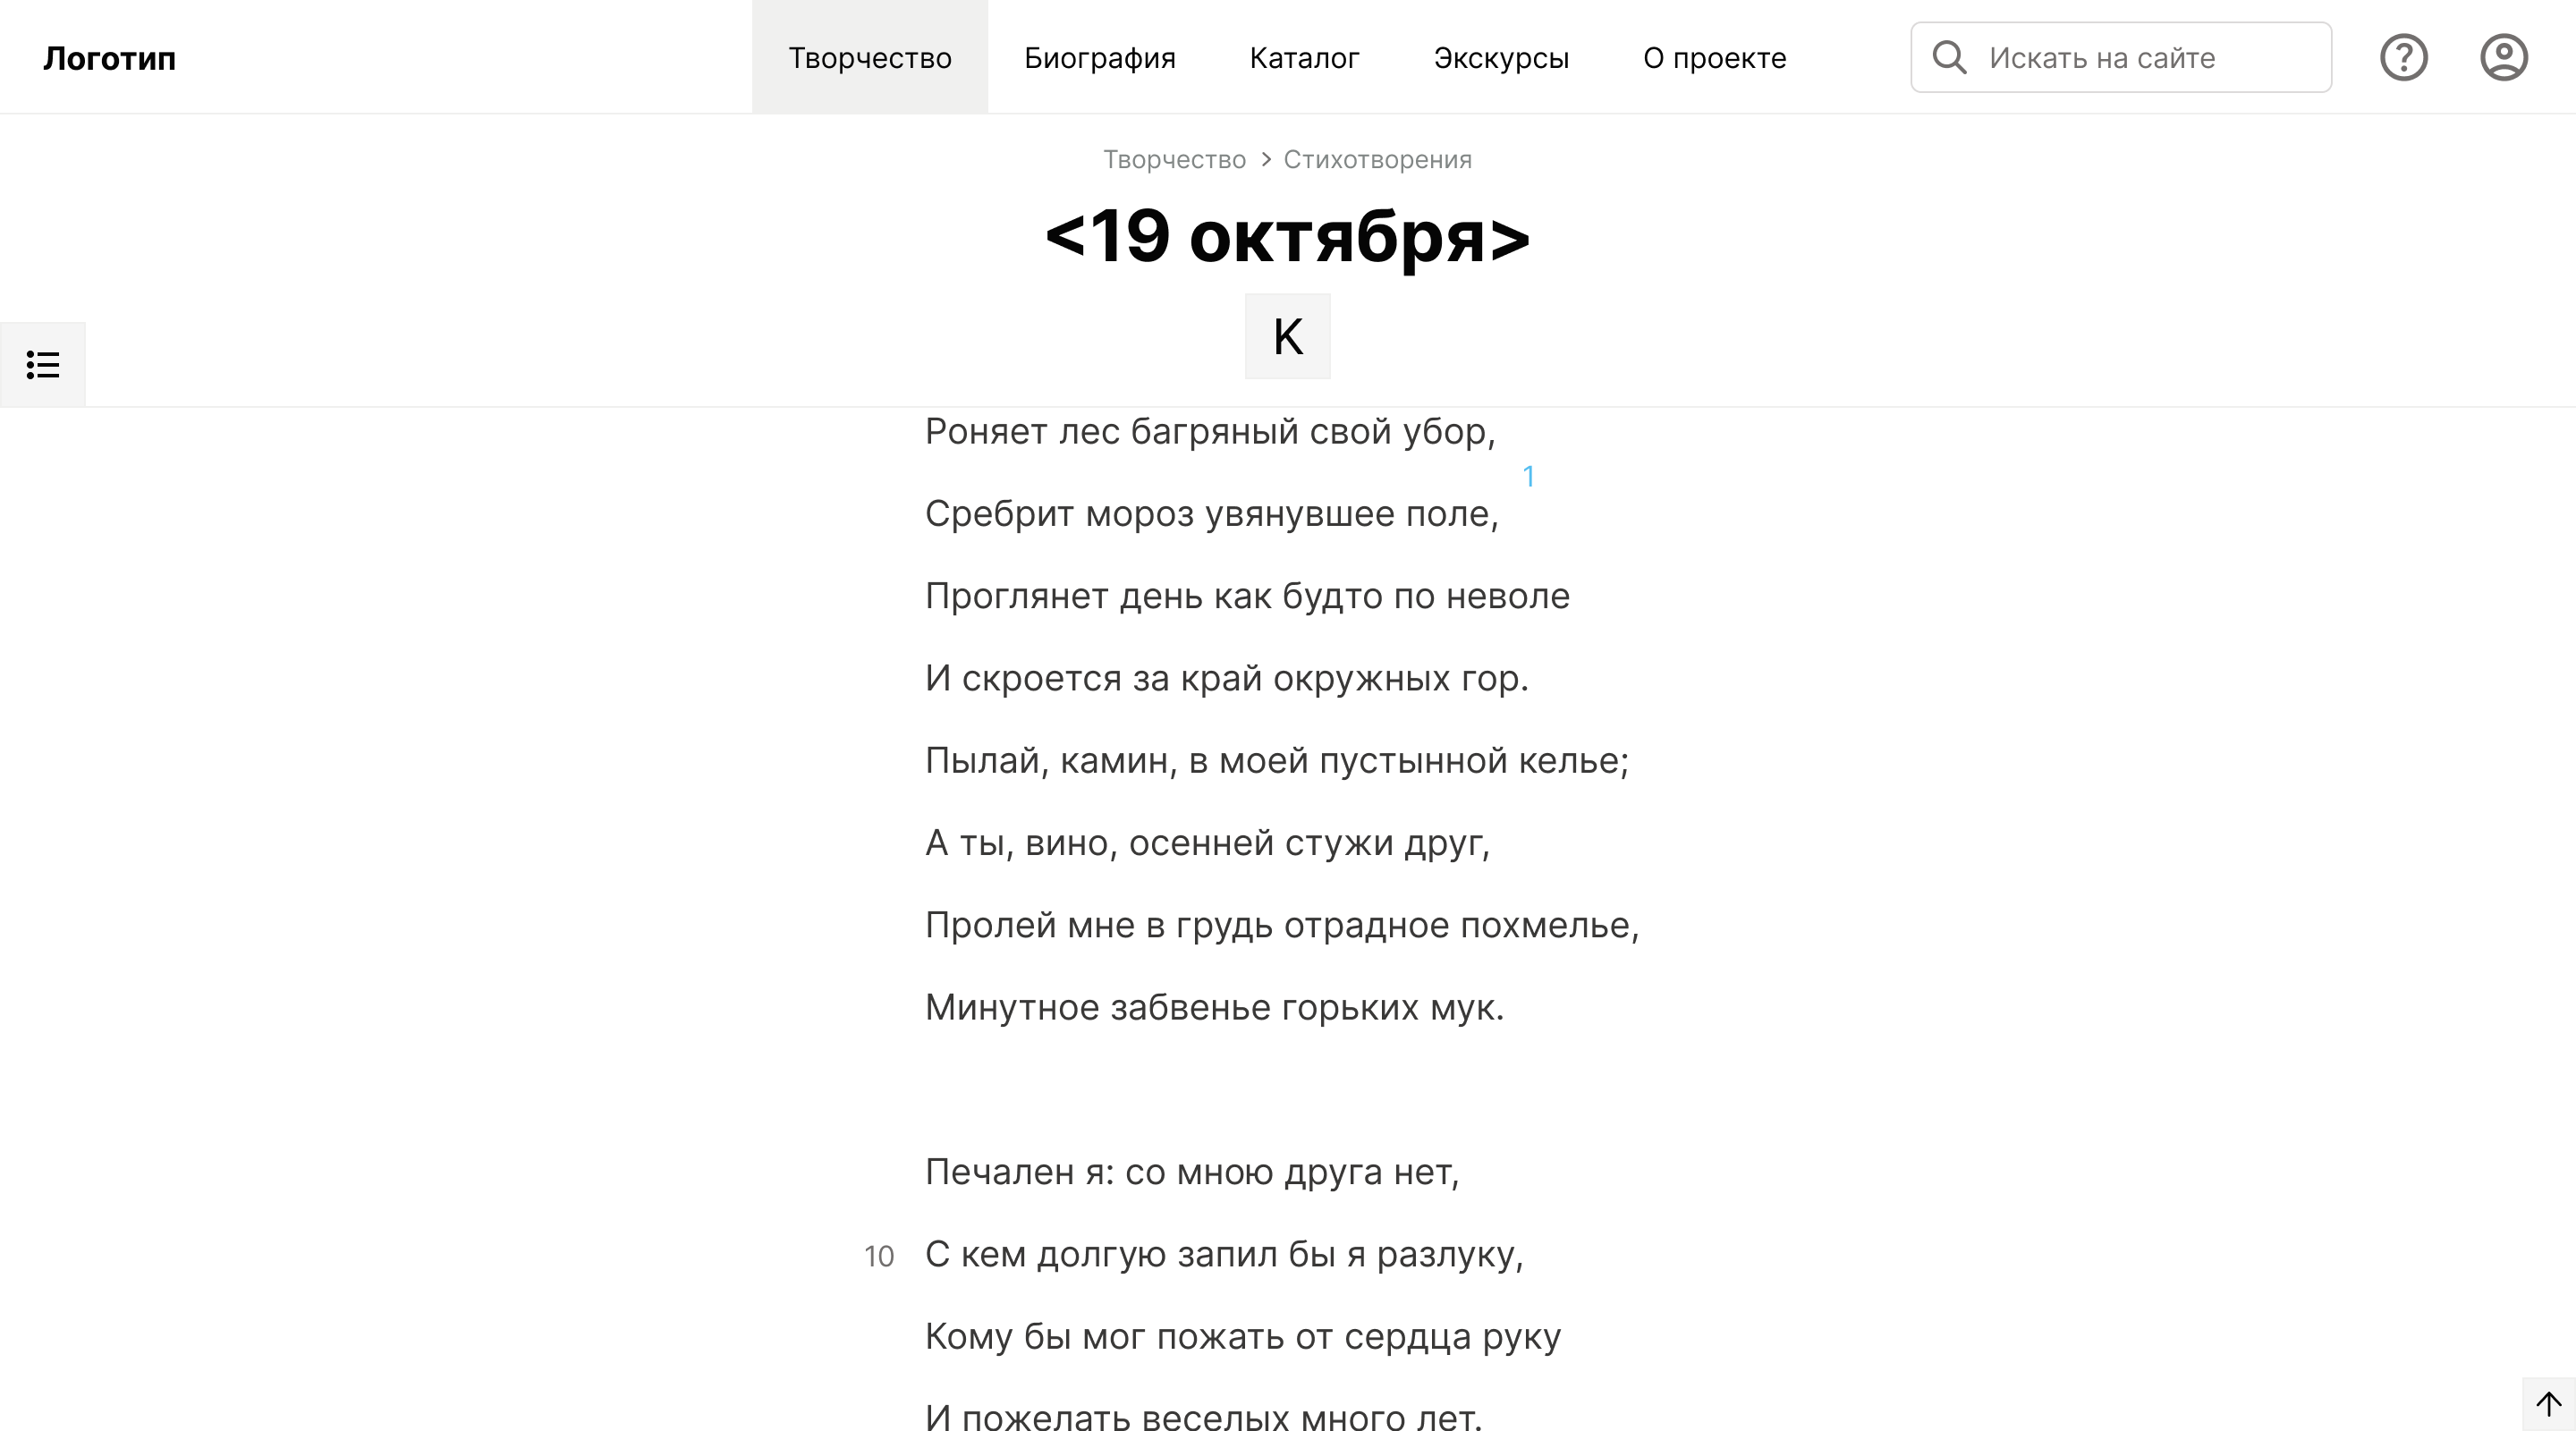 Логотип
Творчество
Биография
Каталог
Экскурсы
О проекте
Искать на сайте
Творчество > Стихотворения
<19 октября>
К
Роняет лес багряный свой убор,
1
Сребрит мороз увянувшее поле,
Проглянет день как будто по неволе
И скроется за край окружных гор.
Пылай, камин, в моей пустынной келье;
А ты, вино, осенней стужи друг,
Пролей мне в грудь отрадное похмелье,
Минутное забвенье горьких мук.
Печален я: со мною друга нет,
10 С кем долгую запил бы я разлуку,
Кому бы мог пожать от сердца руку
И пожелать веселых много лет.